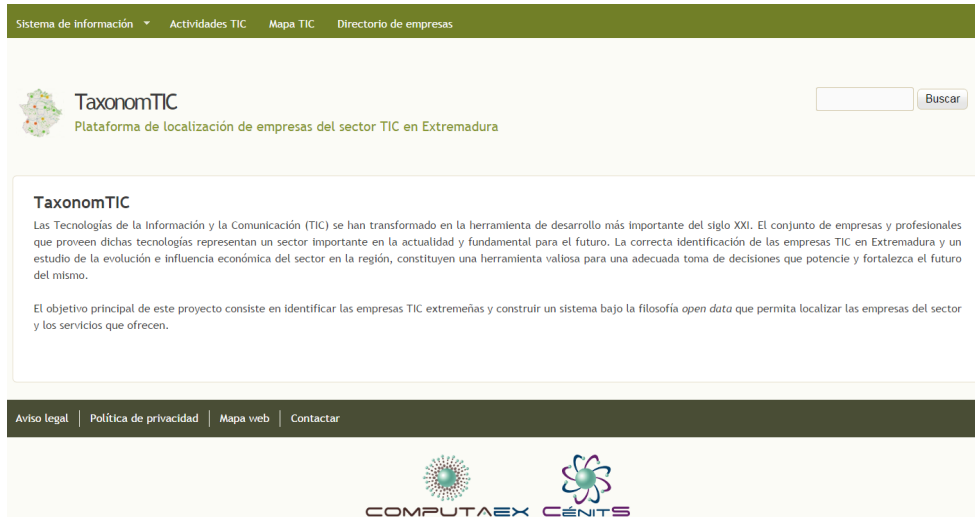 Sistema de información Actividades TIC Mapa TIC Directorio de empresas
TaxonomTIC
Plataforma de localización de empresas del sector TIC en Extremadura
Buscar
TaxonomTIC
Las Tecnologías de la Información y la Comunicación (TIC) se han transformado en la herramienta de desarrollo más importante del siglo XXI. El conjunto de empresas y profesionales
que proveen dichas tecnologías representan un sector importante en la actualidad y fundamental para el futuro. La correcta identificación de las empresas TIC en Extremadura y un
estudio de la evolución e influencia económica del sector en la región, constituyen una herramienta valiosa para una adecuada toma de decisiones que potencie y fortalezca el futuro
del mismo.
El objetivo principal de este proyecto consiste en identificar las empresas TIC extremeñas y construir un sistema bajo la filosofía open data que permita localizar las empresas del sector
y los servicios que ofrecen.
Aviso legal Política de privacidad Mapa web Contactar
COMPUTAEX CÉNITS